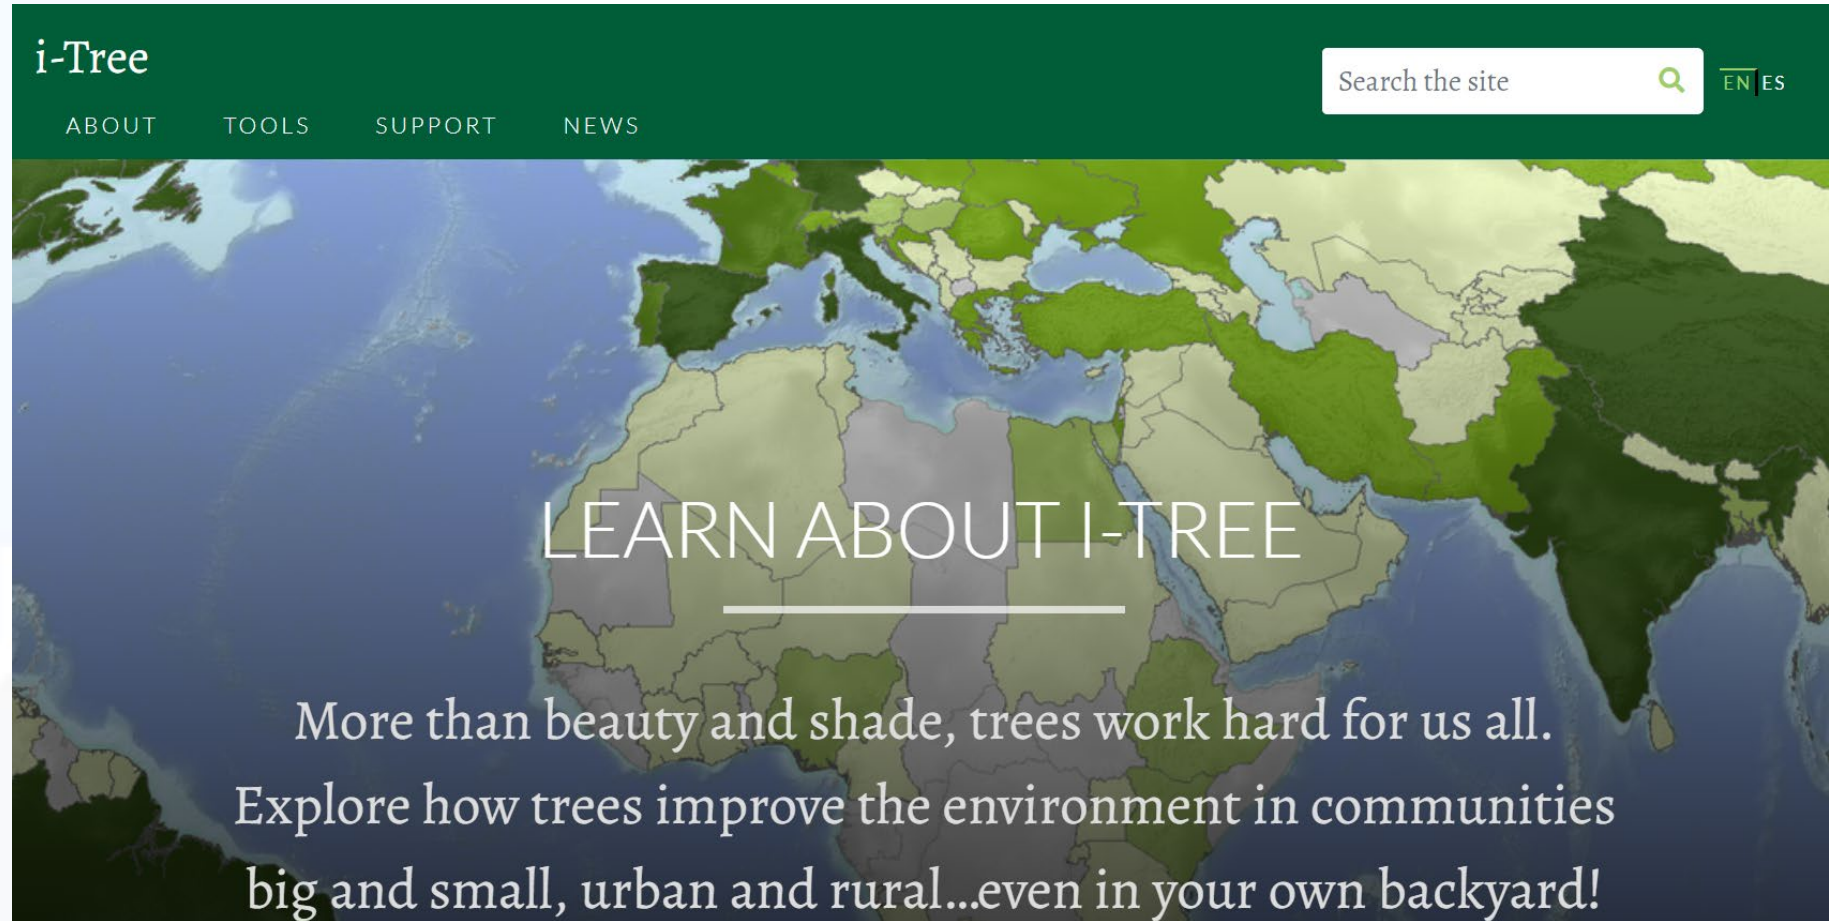 i-Tree
Search the site
EN ES
ABOUT TOOLS SUPPORT NEWS
LEARN ABOUT I-TREE
More than beauty and shade, trees work hard for us all.
Explore how trees improve the environment in communities
big and small, urban and rural...even in your own backyard!